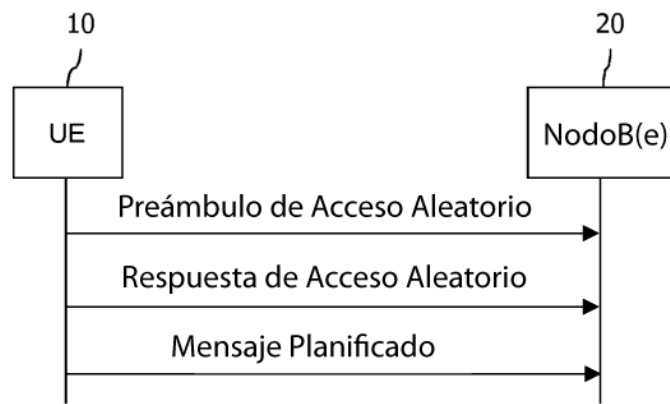 10
20
UE
NodoB(e)
Preámbulo de Acceso Aleatorio
Respuesta de Acceso Aleatorio
Mensaje Planificado